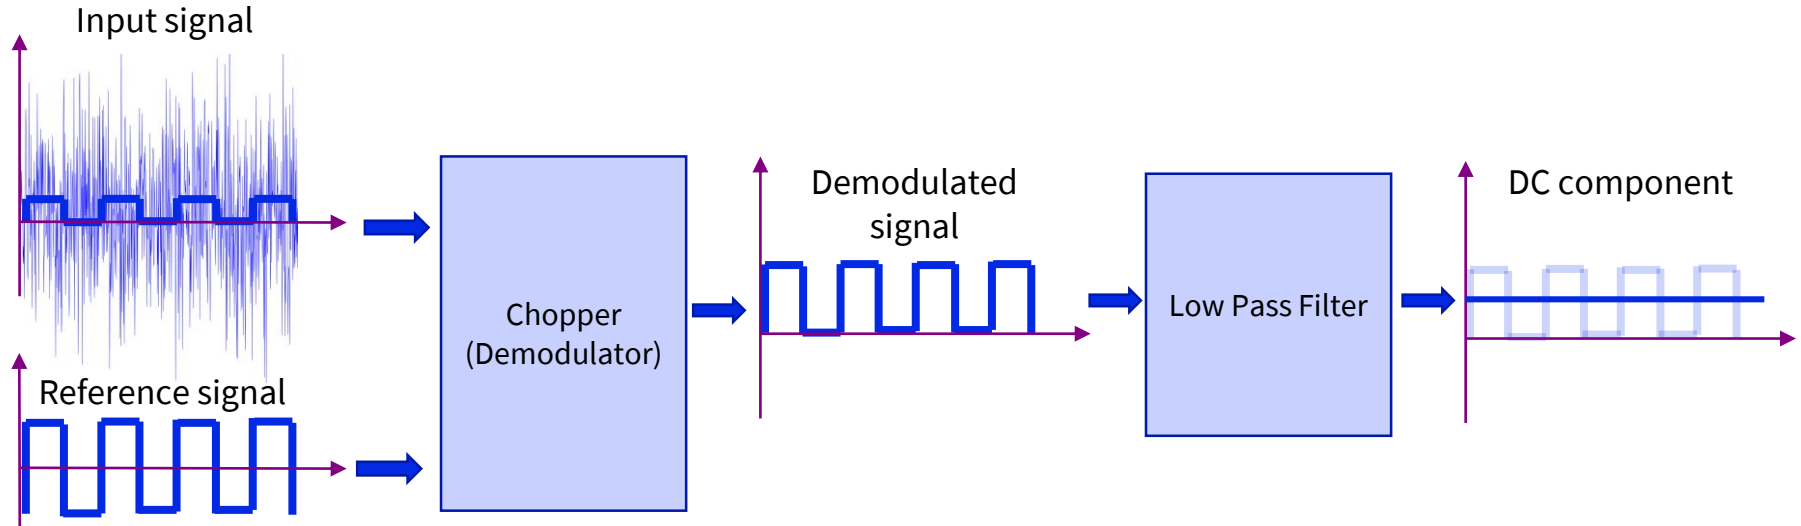 Input signal
Reference signal
Chopper
(Demodulator)
Demodulated
signal
Low Pass Filter
DC component